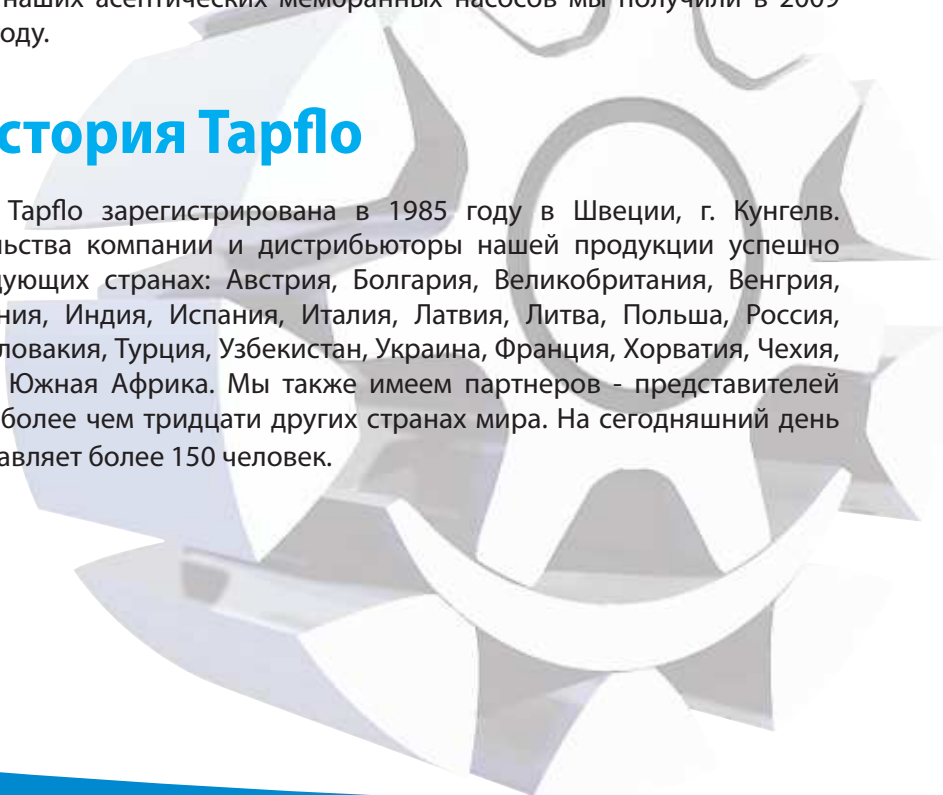 наших асептических мембранных насосов мы получили в 2009
оду.
стория Tapflo
Tapflo зарегистрирована в 1985 году в Швеции, г. Кунгелв.
льства компании и дистрибьюторы нашей продукции успешно
дующих странах: Австрия, Болгария, Великобритания, Венгрия,
ния, Индия, Испания, Италия, Латвия, Литва, Польша, Россия,
ловакия, Турция, Узбекистан, Украина, Франция, Хорватия, Чехия,
Южная Африка. Мы также имеем партнеров - представителей
более чем тридцати других странах мира. На сегодняшний день
авляет более 150 человек.